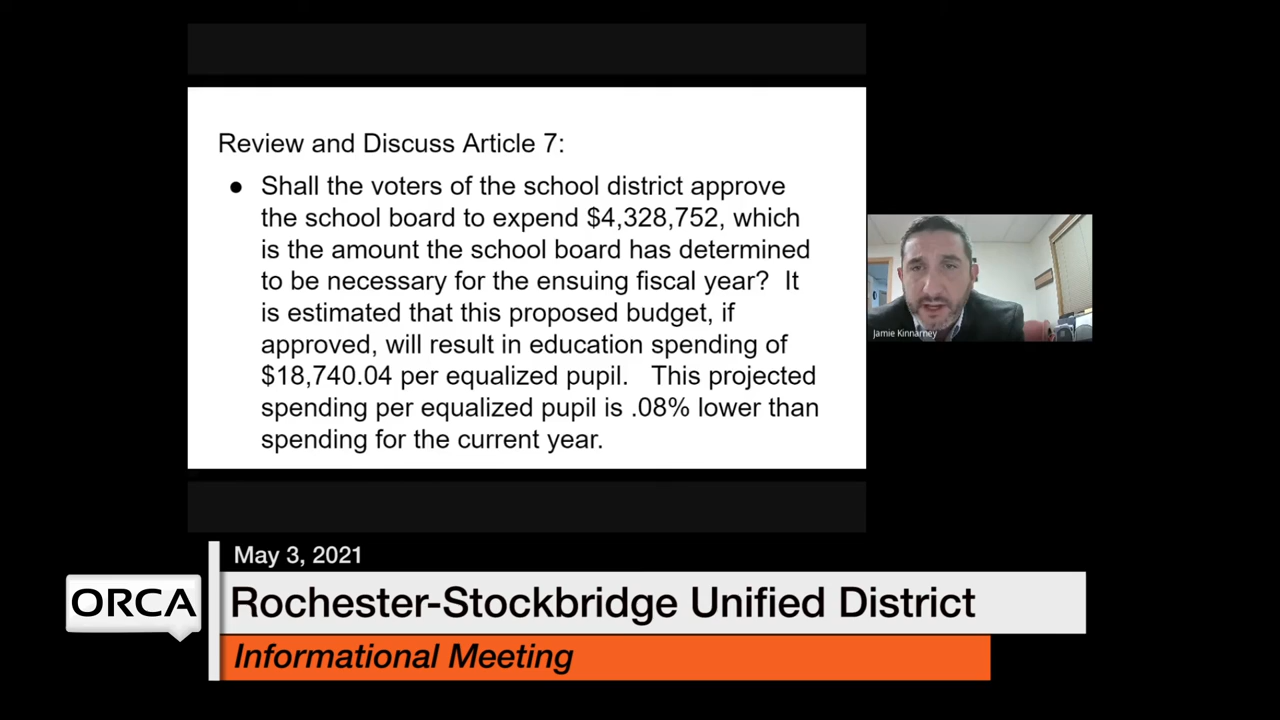 Review and Discuss Article 7:
● Shall the voters of the school district approve
the school board to expend $4,328,752, which
is the amount the school board has determined
to be necessary for the ensuing fiscal year? It
is estimated that this proposed budget, if
approved, will result in education spending of
$18,740.04 per equalized pupil. This projected
spending per equalized pupil is .08% lower than
spending for the current year.
Jamie Kinnarney
May 3, 2021
ORCA
Rochester-Stockbridge Unified District
Informational Meeting